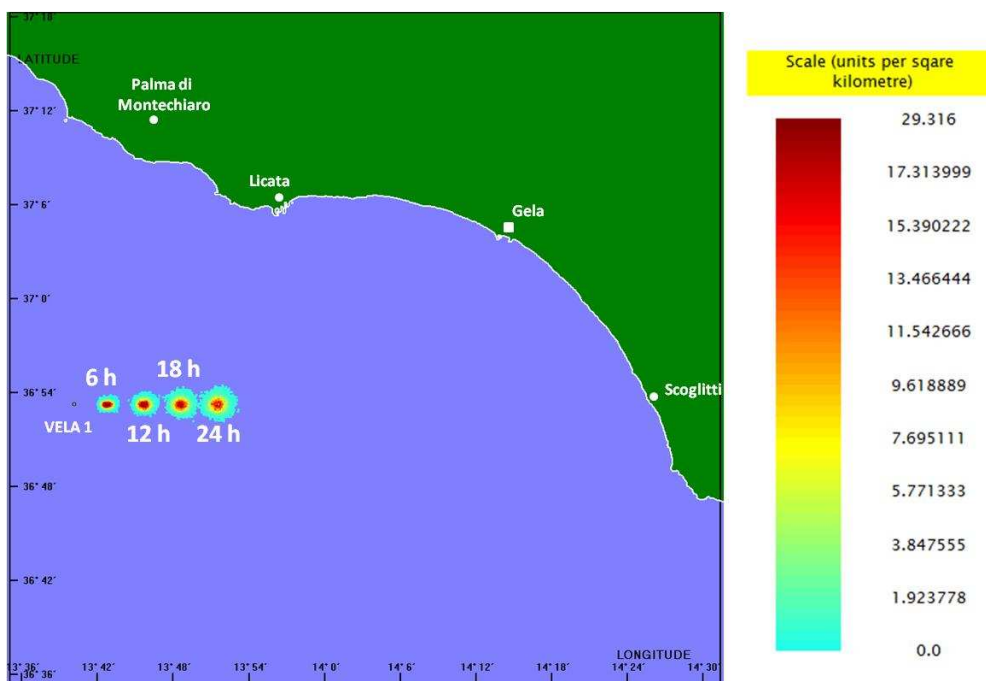 37° 18'
LATITUDE
Palma di
Montechiaro
37° 12'
Licata
37° 6'
Gela
37° 0'
18 h
6 h
36° 54'
Scoglitti
VELA 1
12 h
24 h
36° 48'
36° 42'
LONGITUDE
13° 36'
13° 42'
13° 48'
13° 54'
14° 0'
14° 6'
14° 12'
14° 18'
14° 24'
14° 30'
36° 36'
Scale (units per sqare
kilometre)
29.316
17.313999
15.390222
13.466444
11.542666
9.618889
7.695111
5.771333
3.847555
1.923778
0.0